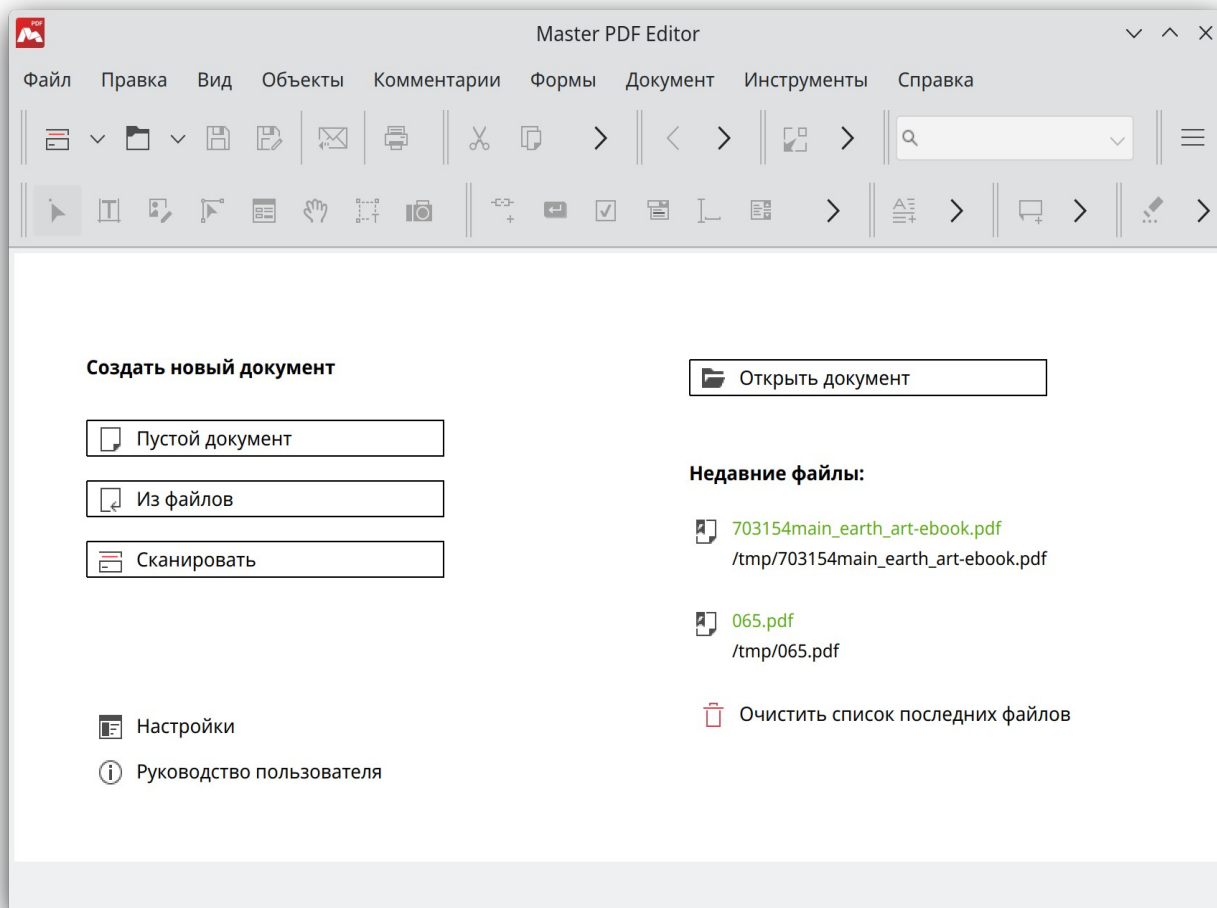 PDF
Master PDF Editor
Файл Правка Вид Объекты Комментарии Формы Документ Инструменты Справка
Создать новый документ
Пустой документ
Из файлов
Сканировать
Настройки
Руководство пользователя
Открыть документ
Недавние файлы:
703154main_earth_art-ebook.pdf
/tmp/703154main_earth_art-ebook.pdf
065.pdf
/tmp/065.pdf
Очистить список последних файлов